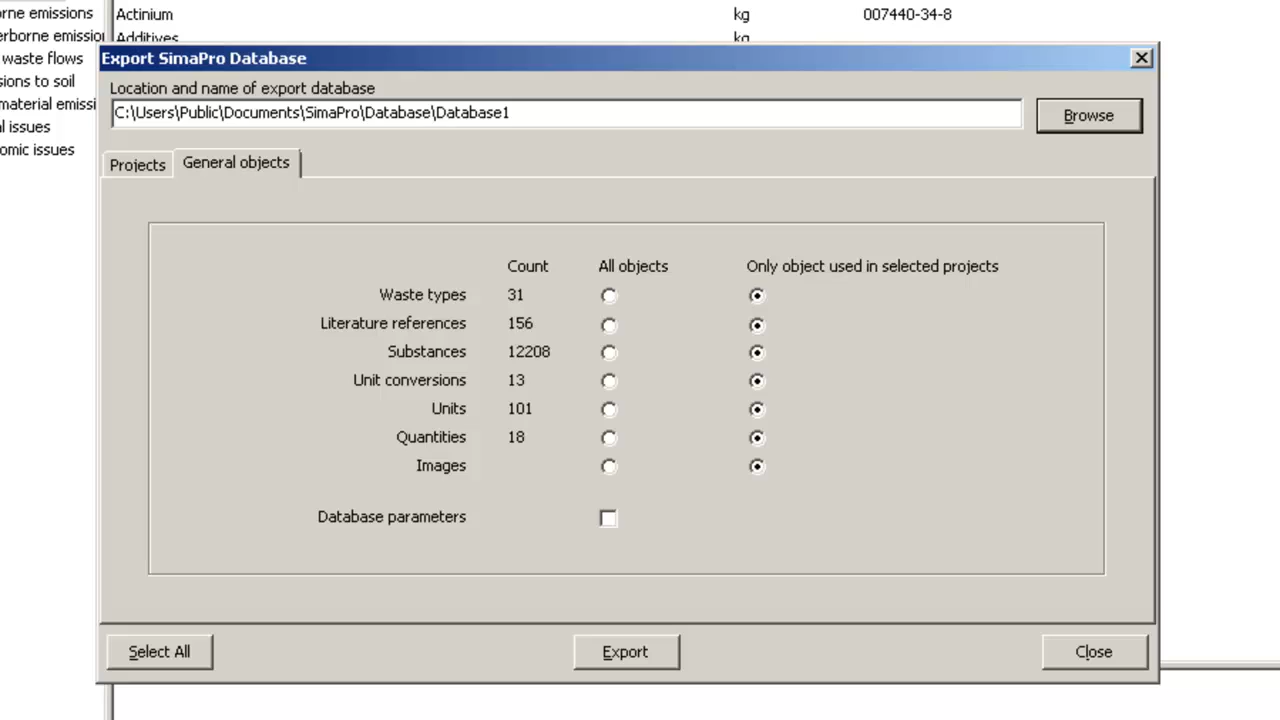 rne emissions Actinium kg 007440-34-8
rborne emission Additives kg
waste flows
sions to soil
material emissi
l issues
omic issues
Export SimaPro Database
Location and name of export database
C:\Users\Public\Documents\SimaPro\Database\Database1
Browse
Projects General objects
Count All objects Only object used in selected projects
Waste types 31
Literature references 156
Substances 12208
Unit conversions 13
Units 101
Quantities 18
Images
Database parameters
Select All Export Close